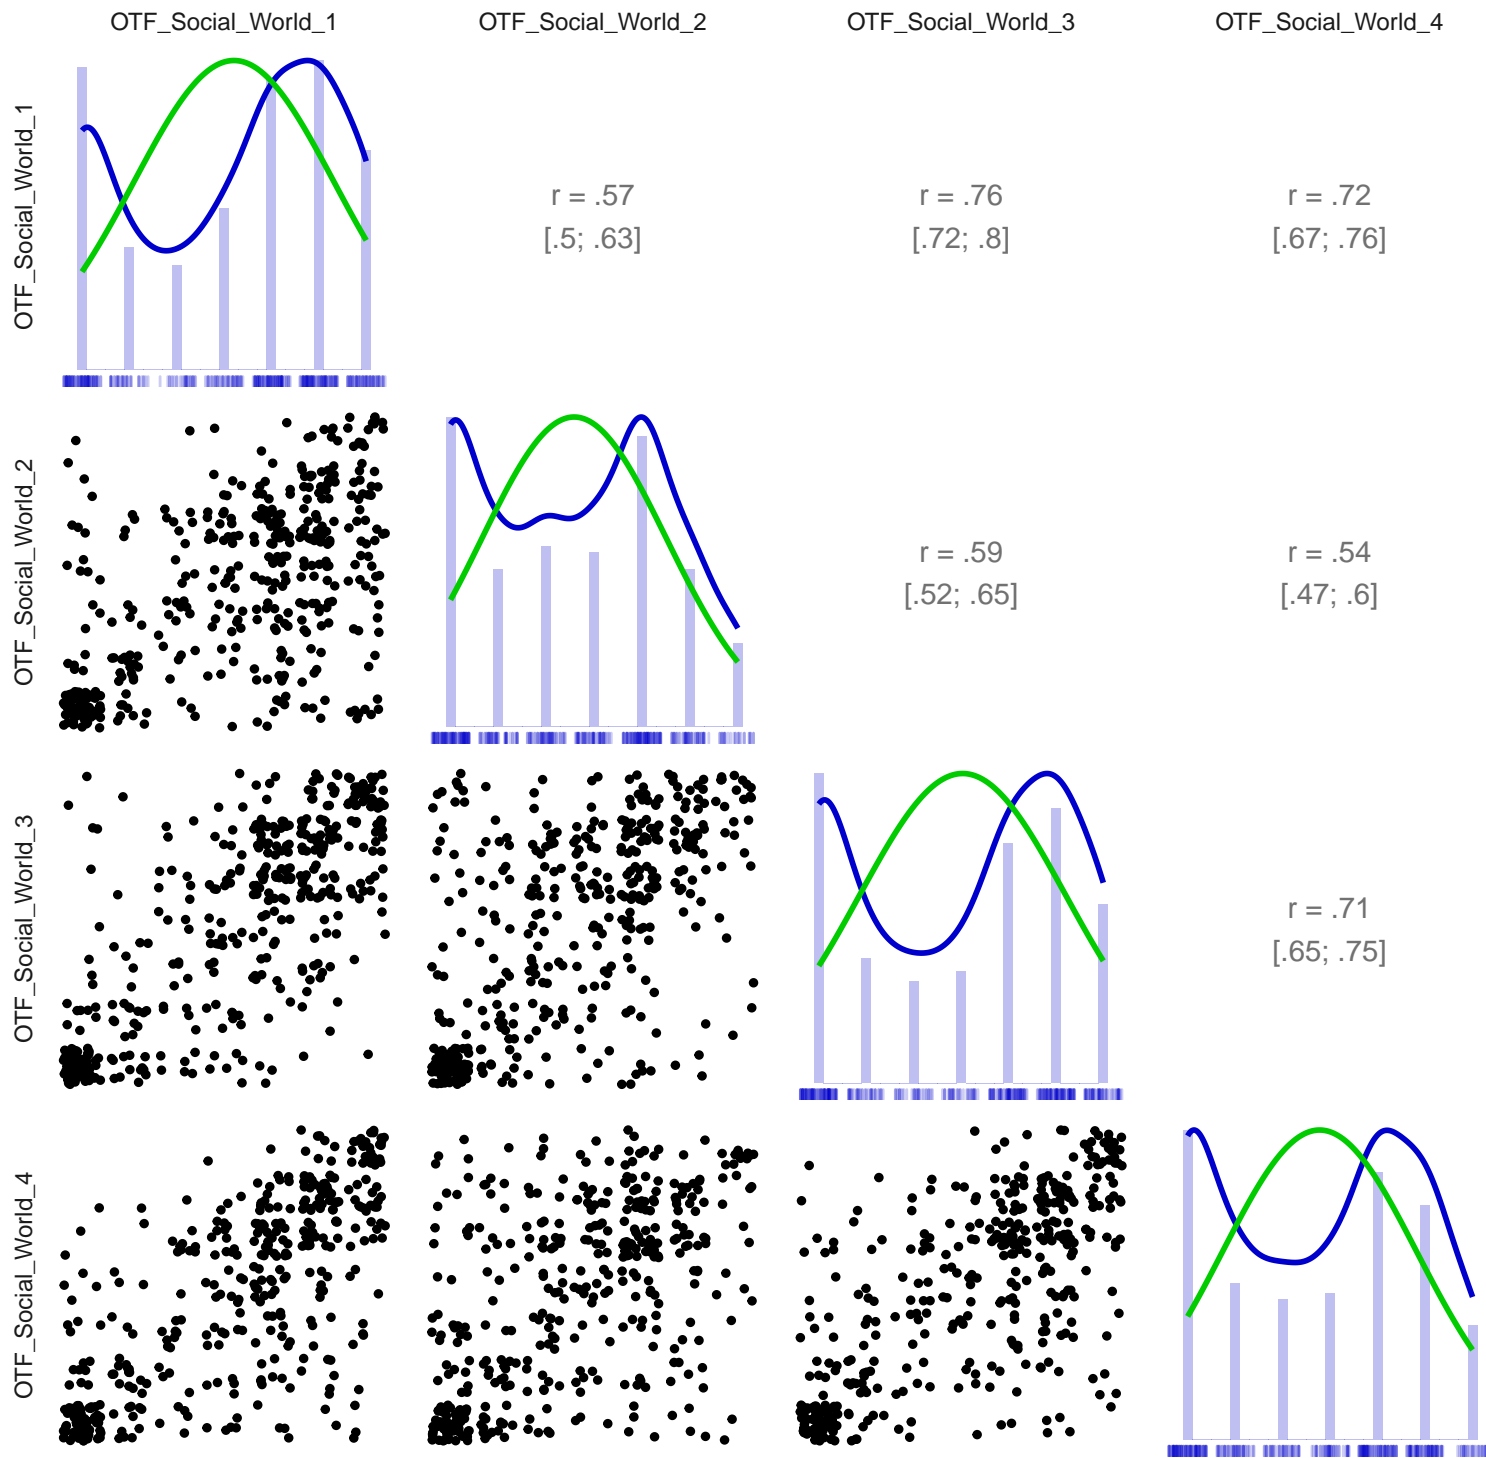 OTF_Social_World_1
OTF_Social_World_2
OTF_Social_World_3
OTF_Social_World_4
OTF_Social_World_1
r = .57
[.5; .63]
r = .76
[.72; .8]
r = .72
[.67; .76]
OTF_Social_World_2
r = .59
[.52; .65]
r = .54
[.47; .6]
OTF_Social_World_3
r = .71
[.65; .75]
OTF_Social_World_4